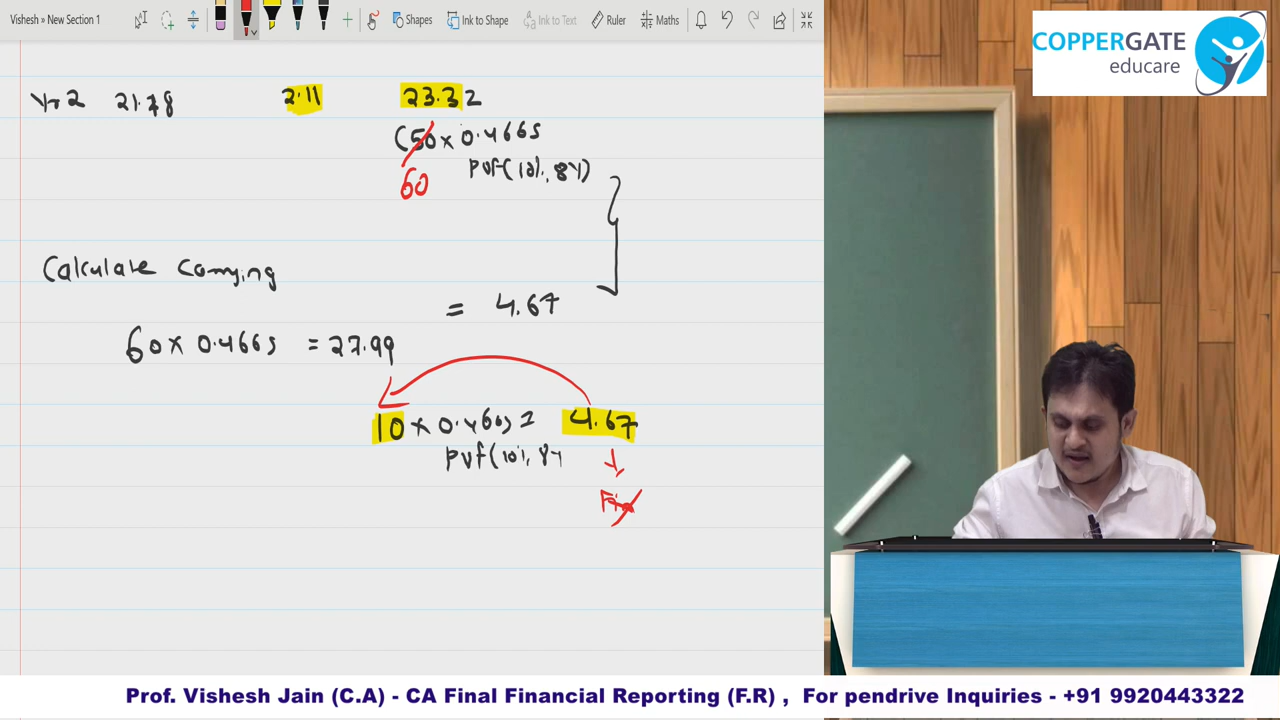 Vishesh » New Section 1
Shapes
Ink to Shape
Ink to Text
Ruler
Maths
COPPERGATE
educare
Yr 2 21.78 2.11 23.32
(50 x 0.4665
PVF(10%, 8Y)
60
Calculate Carrying
= 4.67
60 x 0.4665 = 27.99
10 x 0.4665 = 4.67
PVF(10%, 8Y
Prof. Vishesh Jain (C.A) - CA Final Financial Reporting (F.R) , For pendrive Inquiries - +91 9920443322